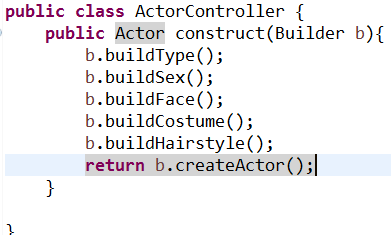 public class ActorController {
    public Actor construct(Builder b){
        b.buildType();
        b.buildSex();
        b.buildFace();
        b.buildCostume();
        b.buildHairstyle();
        return b.createActor();
    }
}